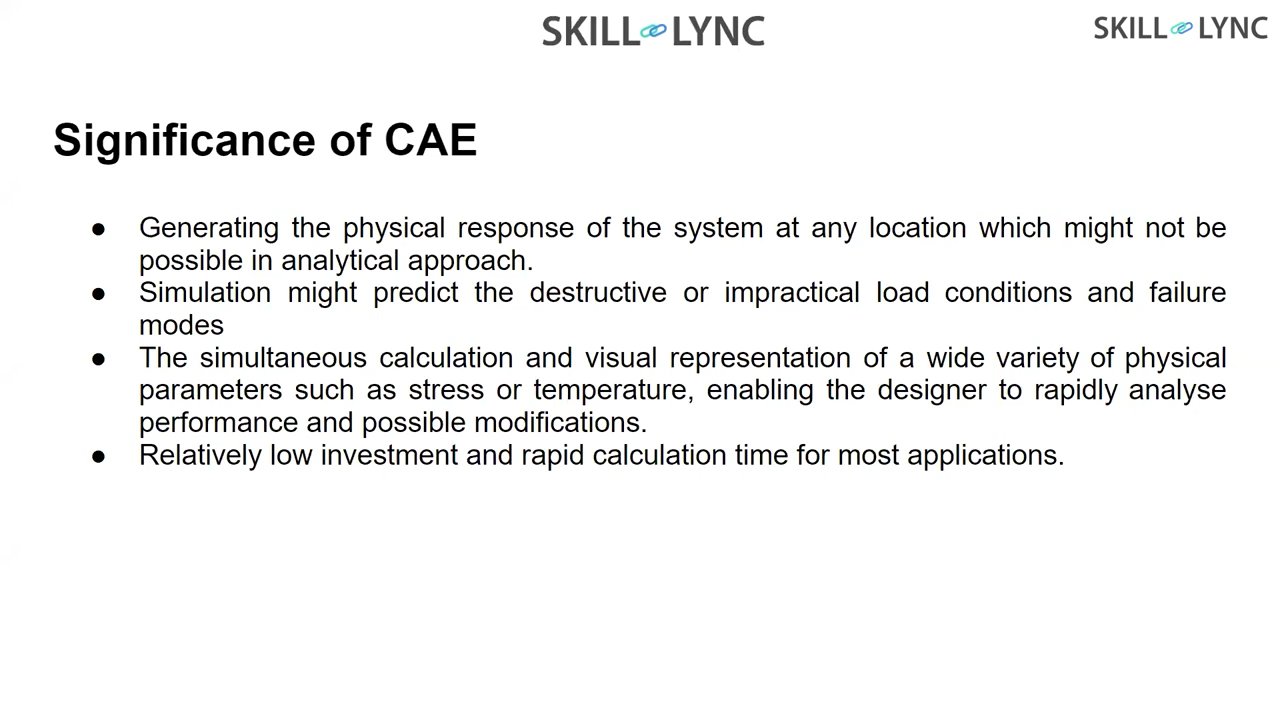 SKILL LYNC
SKILL LYNC
Significance of CAE
● Generating the physical response of the system at any location which might not be
possible in analytical approach.
● Simulation might predict the destructive or impractical load conditions and failure
modes
● The simultaneous calculation and visual representation of a wide variety of physical
parameters such as stress or temperature, enabling the designer to rapidly analyse
performance and possible modifications.
● Relatively low investment and rapid calculation time for most applications.